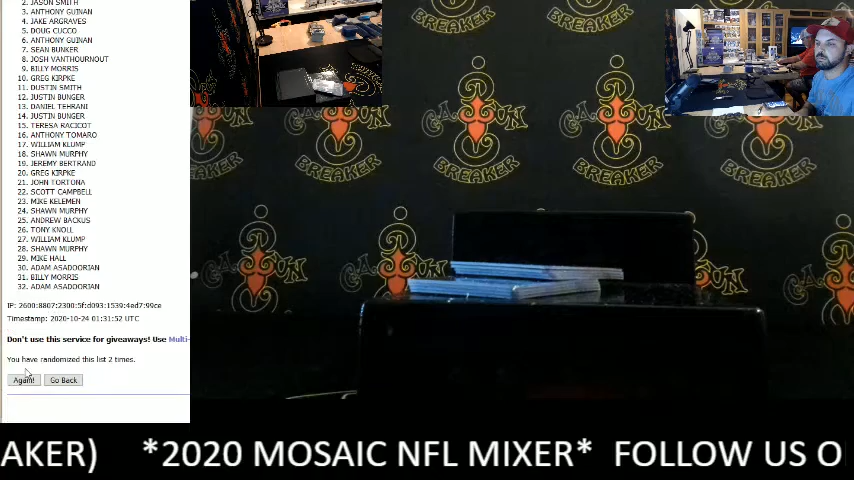 2. JASON SMITH
3. ANTHONY GUINAN
4. JAKE ARGRAVES
5. DOUG CUCCO
6. ANTHONY GUINAN
7. SEAN BUNKER
8. JOSH VANTHOURNOUT
9. BILLY MORRIS
10. GREG KIRPKE
11. DUSTIN SMITH
12. JUSTIN BUNGER
13. DANIEL TEHRANI
14. JUSTIN BUNGER
15. TERESA RACICOT
16. ANTHONY TOMARO
17. WILLIAM KLUMP
18. SHAWN MURPHY
19. JEREMY BERTRAND
20. GREG KIRPKE
21. JOHN TORTONA
22. SCOTT CAMPBELL
23. MIKE KELEMEN
24. SHAWN MURPHY
25. ANDREW BACKUS
26. TONY KNOLL
27. WILLIAM KLUMP
28. SHAWN MURPHY
29. MIKE HALL
30. ADAM ASADOORIAN
31. BILLY MORRIS
32. ADAM ASADOORIAN
IP: 2600:8807:2300:5f:d093:1539:4ed7:99ce
Timestamp: 2020-10-24 01:31:52 UTC
Don't use this service for giveaways! Use Multi-
You have randomized this list 2 times.
Again! Go Back
BREAKER
BREAKER
BREAKER
BREAKER
AKER) *2020 MOSAIC NFL MIXER* FOLLOW US O